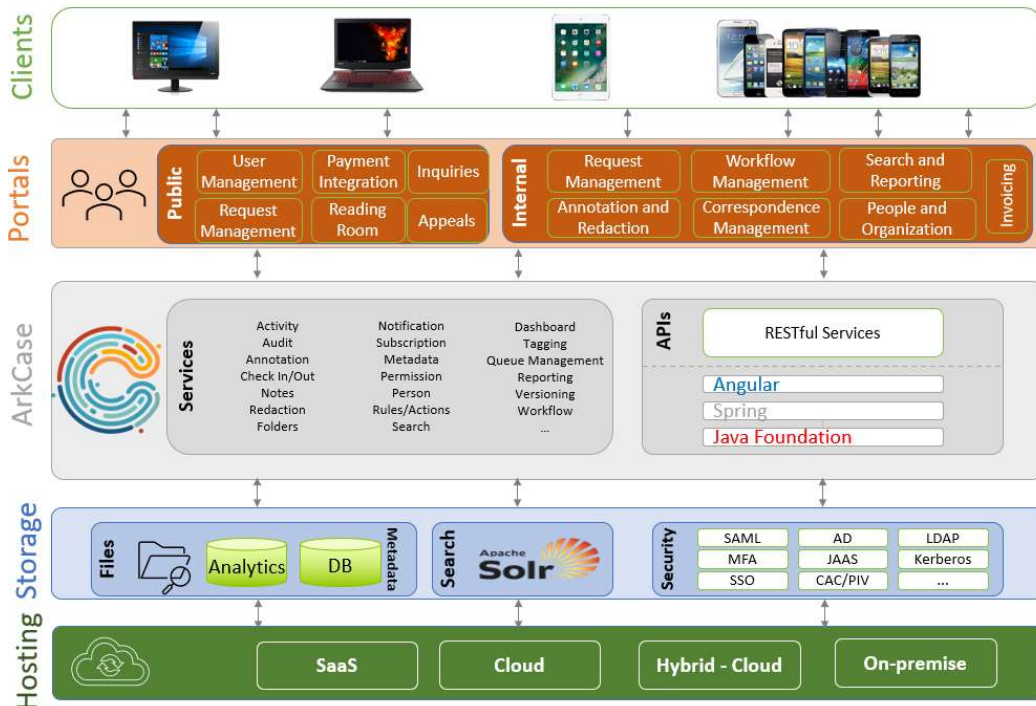 Clients
Portals
Public
User
Management
Payment
Integration
Inquiries
Request
Management
Reading
Room
Appeals
Internal
Request
Management
Workflow
Management
Search and
Reporting
Annotation and
Redaction
Correspondence
Management
People and
Organization
Invoicing
ArkCase
Services
Activity
Audit
Annotation
Check In/Out
Notes
Redaction
Folders
Notification
Subscription
Metadata
Permission
Person
Rules/Actions
Search
Dashboard
Tagging
Queue Management
Reporting
Versioning
Workflow
...
APIs
RESTful Services
Angular
Spring
Java Foundation
Storage
Files
Analytics
DB
Metadata
Search
Apache
Solr
Security
SAML
AD
LDAP
MFA
JAAS
Kerberos
SSO
CAC/PIV
...
Hosting
SaaS
Cloud
Hybrid - Cloud
On-premise